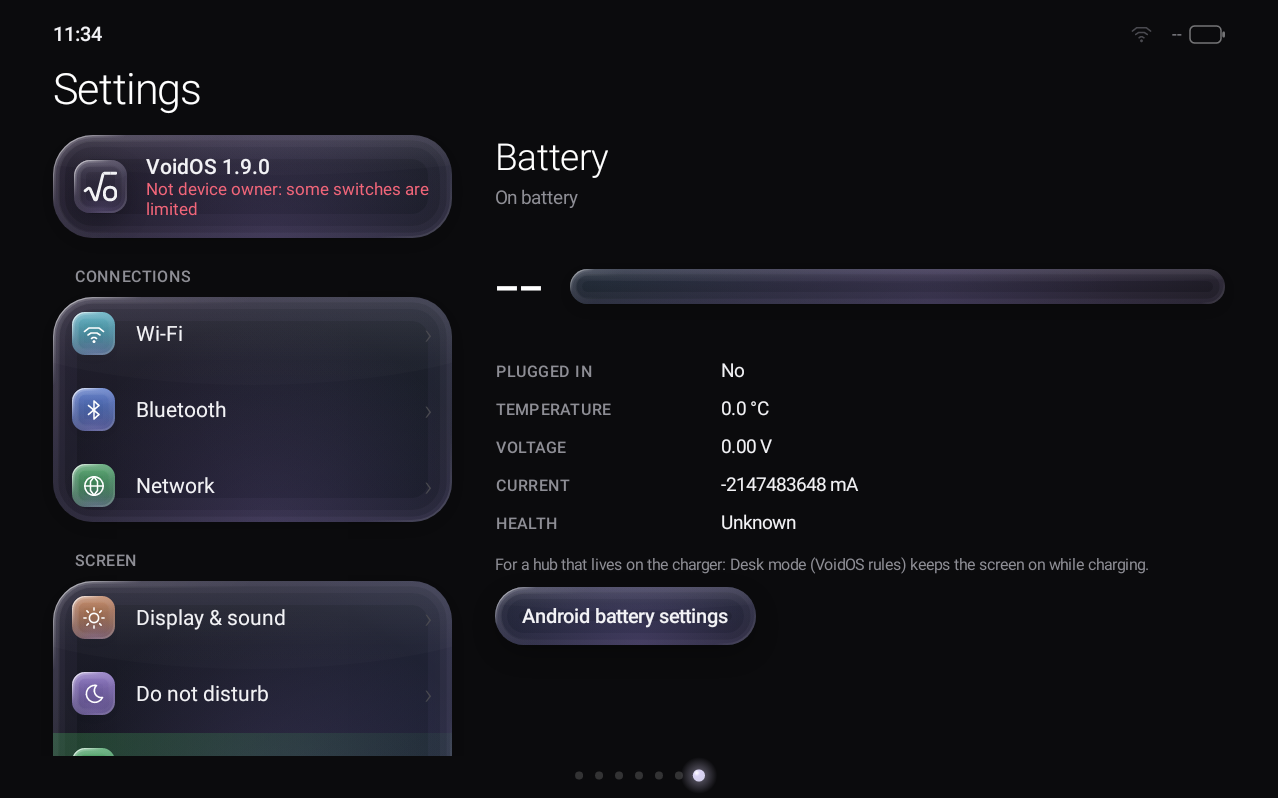 11:34
--
Settings
VoidOS 1.9.0
Not device owner: some switches are
limited
CONNECTIONS
Wi-Fi
Bluetooth
Network
SCREEN
Display & sound
Do not disturb
Battery
On battery
--
PLUGGED IN No
TEMPERATURE 0.0 °C
VOLTAGE 0.00 V
CURRENT -2147483648 mA
HEALTH Unknown
For a hub that lives on the charger: Desk mode (VoidOS rules) keeps the screen on while charging.
Android battery settings